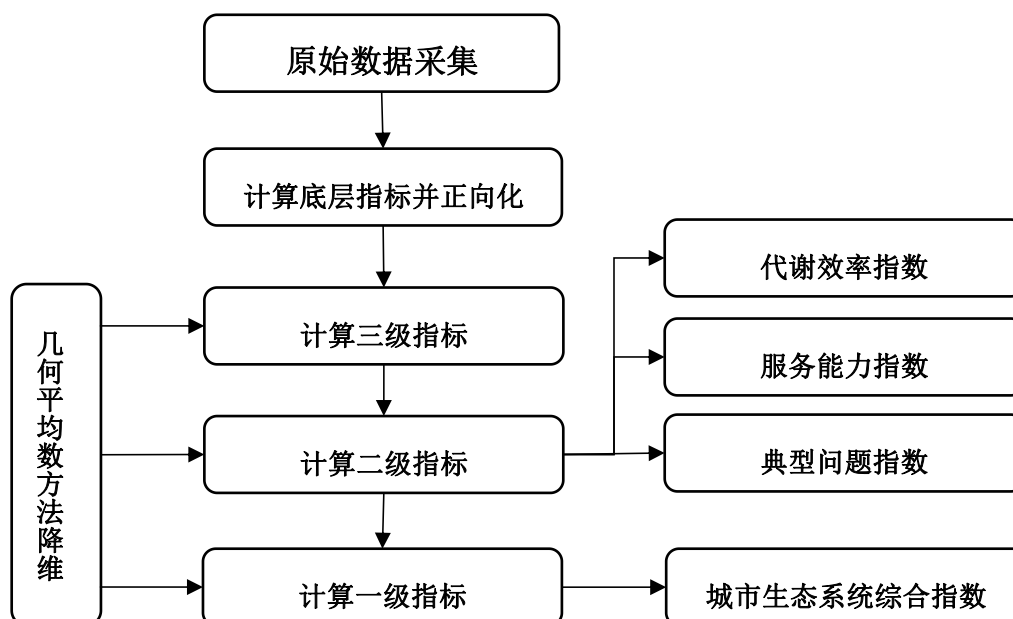 原始数据采集
计算底层指标并正向化
代谢效率指数
计算三级指标
几何平均数方法降维
服务能力指数
计算二级指标
典型问题指数
计算一级指标
城市生态系统综合指数